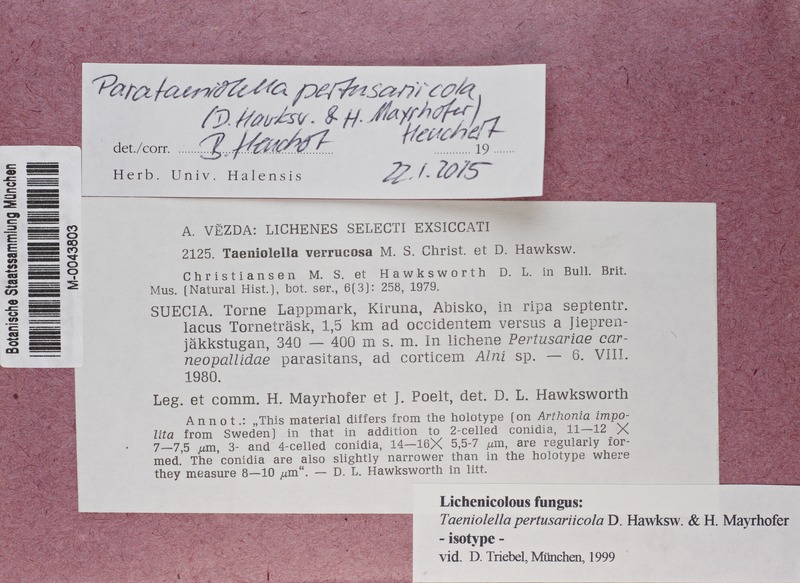 Parataeniolella pertusariicola
(D. Hawksw. & H. Mayrhofer)
Heuchert
det./corr. B. Heuchert 19
Herb. Univ. Halensis 22.1.2015
Botanische Staatssammlung München
M-0043803
A. VĚZDA: LICHENES SELECTI EXSICCATI
2125. Taeniolella verrucosa M. S. Christ. et D. Hawksw.
Christiansen M. S. et Hawksworth D. L. in Bull. Brit.
Mus. (Natural Hist.), bot. ser., 6(3): 258, 1979.
SUECIA. Torne Lappmark, Kiruna, Abisko, in ripa septentr.
lacus Torneträsk, 1,5 km ad occidentem versus a Jiepren-
jäkkstugan, 340 — 400 m s. m. In lichene Pertusariae car-
neopallidae parasitans, ad corticem Alni sp. — 6. VIII.
1980.
Leg. et comm. H. Mayrhofer et J. Poelt, det. D. L. Hawksworth
Annot.: „This material differs from the holotype (on Arthonia impo-
lita from Sweden) in that in addition to 2-celled conidia, 11—12 ×
7—7,5 μm, 3- and 4-celled conidia, 14—16× 5,5-7 μm, are regularly for-
med. The conidia are also slightly narrower than in the holotype where
they measure 8—10 μm“. — D. L. Hawksworth in litt.
Lichenicolous fungus:
Taeniolella pertusariicola D. Hawksw. & H. Mayrhofer
- isotype -
vid. D. Triebel, München, 1999